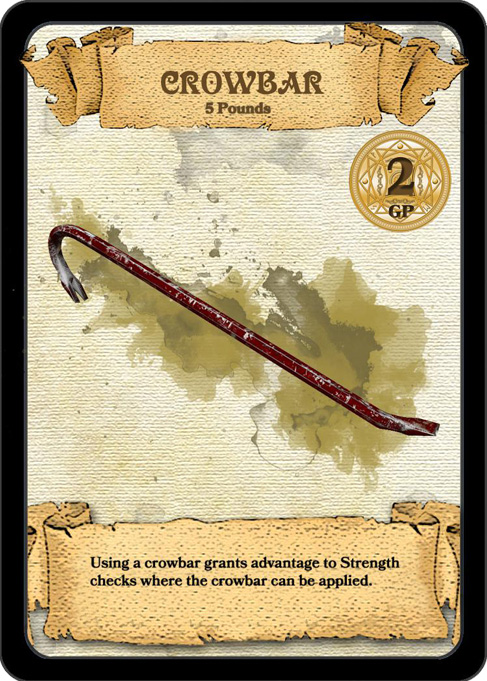 CROWBAR
5 Pounds
2
GP
Using a crowbar grants advantage to Strength
checks where the crowbar can be applied.